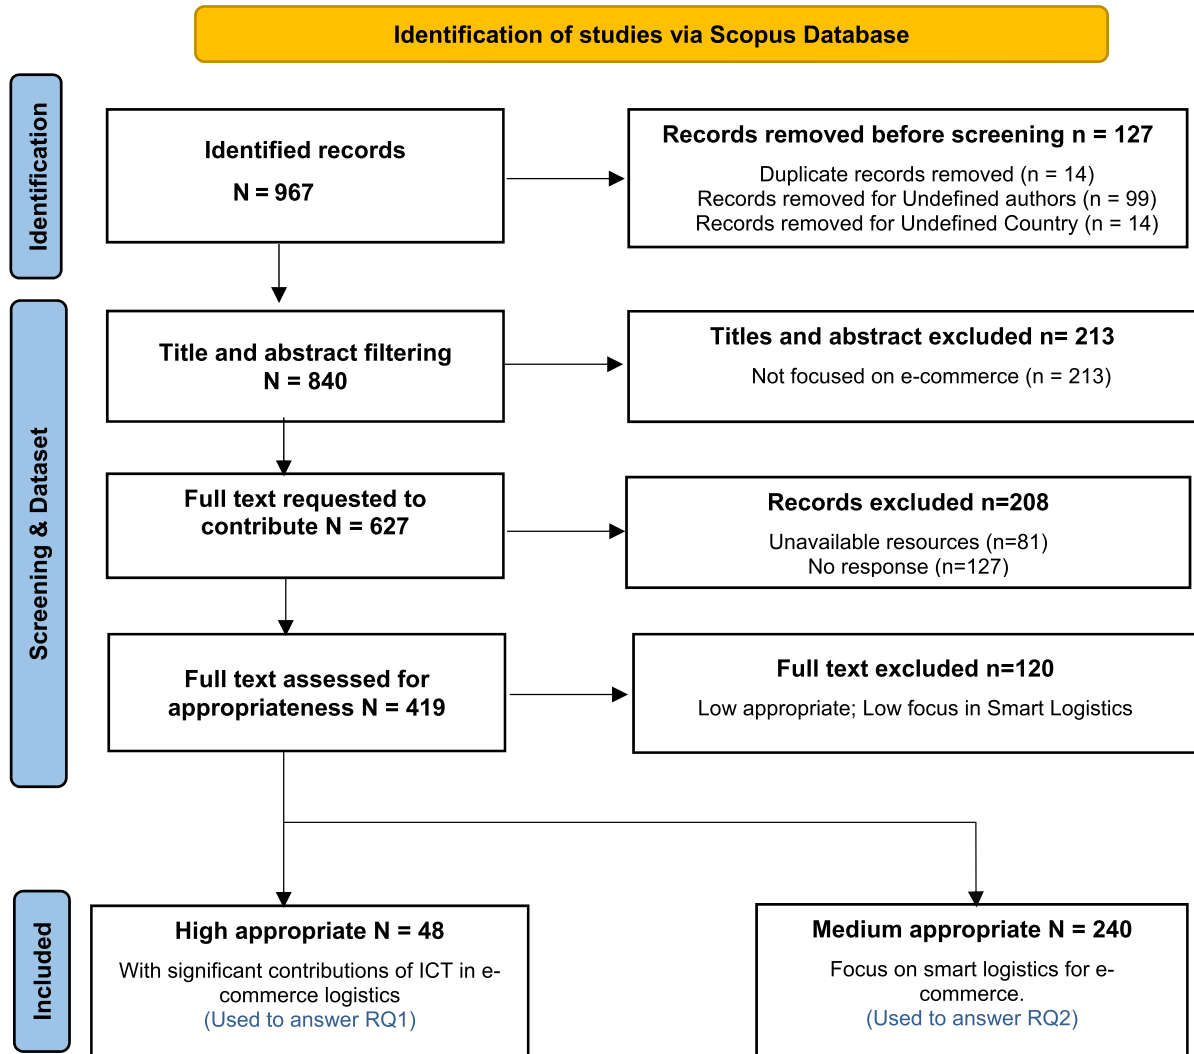 Identification of studies via Scopus Database
Identification
Identified records
N = 967
Records removed before screening n = 127
Duplicate records removed (n = 14)
Records removed for Undefined authors (n = 99)
Records removed for Undefined Country (n = 14)
Screening & Dataset
Title and abstract filtering
N = 840
Titles and abstract excluded n= 213
Not focused on e-commerce (n = 213)
Full text requested to
contribute N = 627
Records excluded n=208
Unavailable resources (n=81)
No response (n=127)
Full text assessed for
appropriateness N = 419
Full text excluded n=120
Low appropriate; Low focus in Smart Logistics
Included
High appropriate N = 48
With significant contributions of ICT in e-
commerce logistics
(Used to answer RQ1)
Medium appropriate N = 240
Focus on smart logistics for e-
commerce.
(Used to answer RQ2)